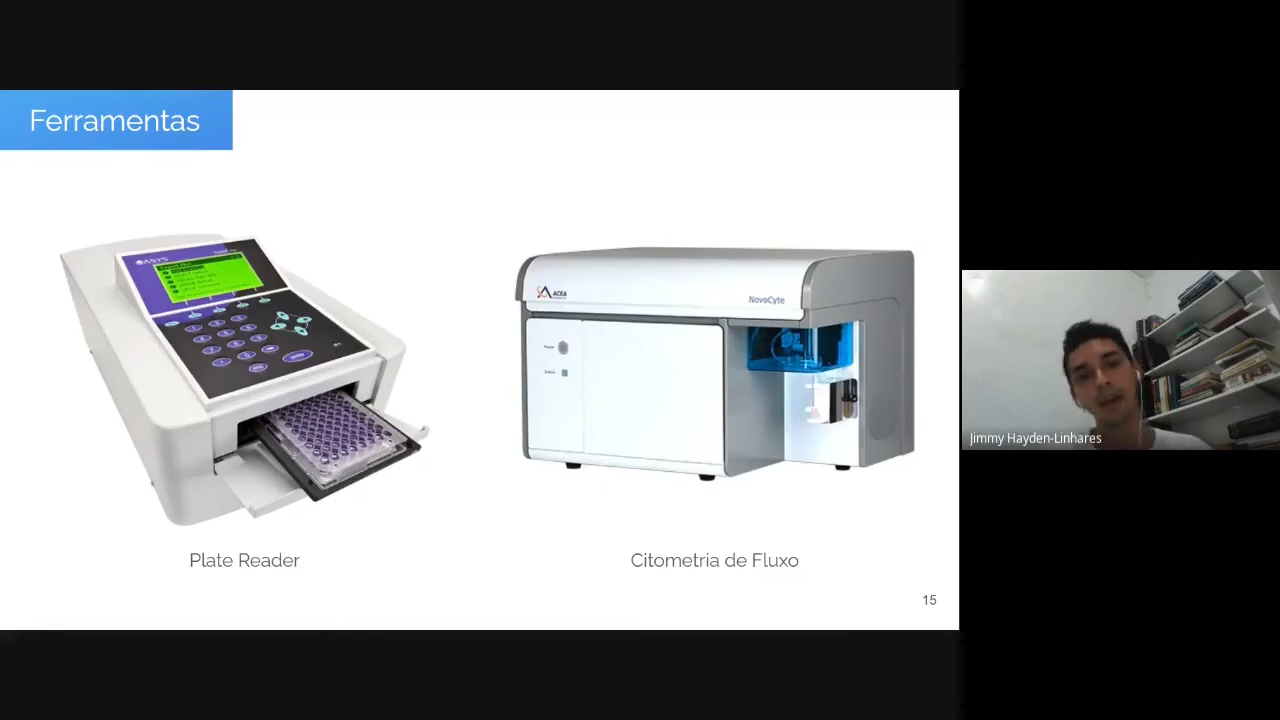 Ferramentas
ASYS
ACEA
NovoCyte
Jimmy Hayden-Linhares
Plate Reader
Citometria de Fluxo
15